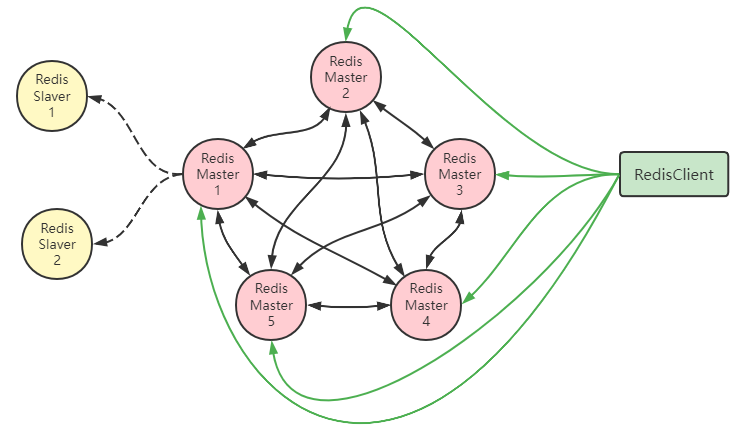 Redis
Slaver
1
Redis
Slaver
2
Redis
Master
1
Redis
Master
2
Redis
Master
3
Redis
Master
4
Redis
Master
5
RedisClient